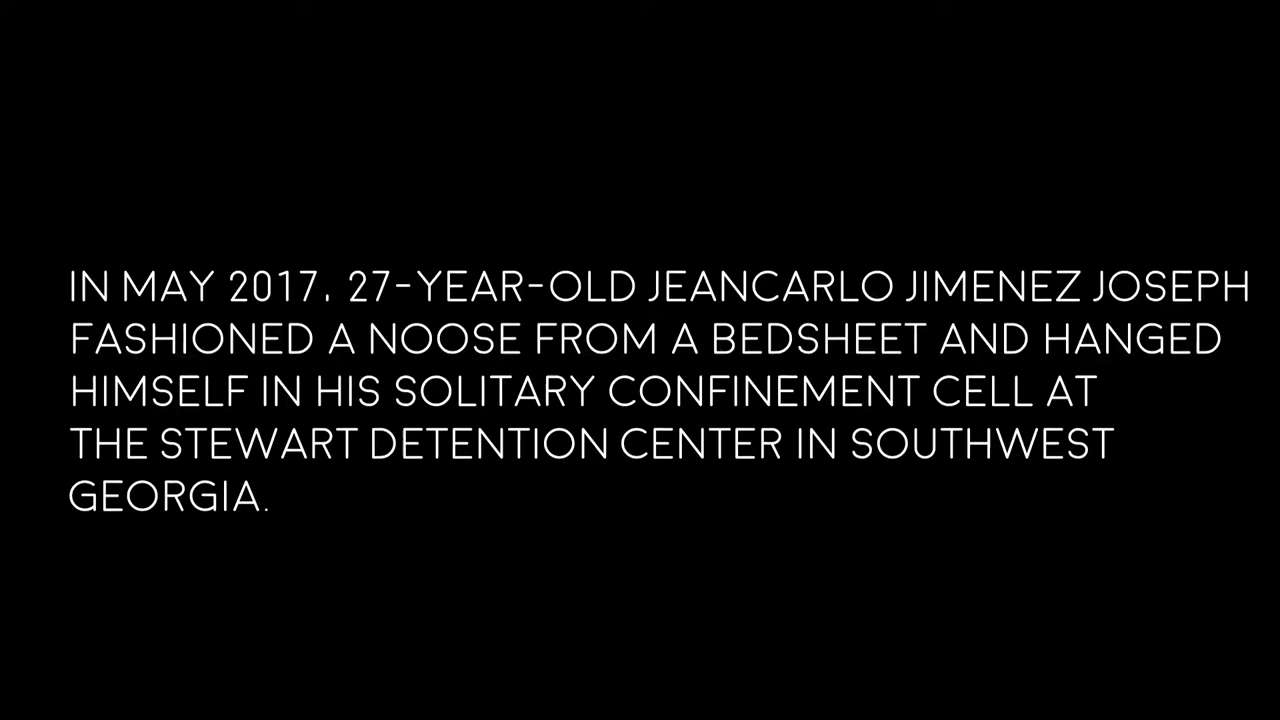 IN MAY 2017, 27-YEAR-OLD JEANCARLO JIMENEZ JOSEPH
FASHIONED A NOOSE FROM A BEDSHEET AND HANGED
HIMSELF IN HIS SOLITARY CONFINEMENT CELL AT
THE STEWART DETENTION CENTER IN SOUTHWEST
GEORGIA.